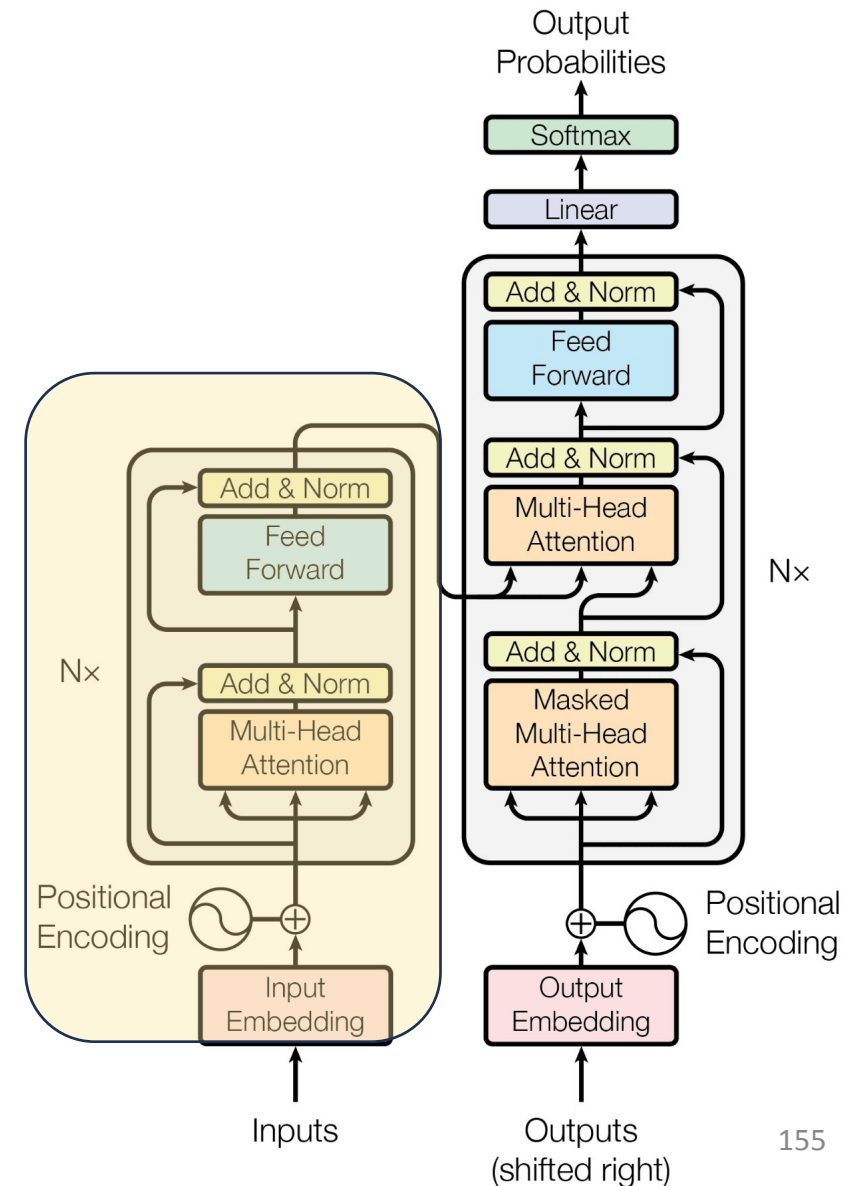 Output
Probabilities
Softmax
Linear
Add & Norm
Feed
Forward
Add & Norm
Multi-Head
Attention
N×
Add & Norm
Masked
Multi-Head
Attention
Positional
Encoding
Output
Embedding
Outputs
(shifted right)
Add & Norm
Feed
Forward
N×
Add & Norm
Multi-Head
Attention
Positional
Encoding
Input
Embedding
Inputs
155